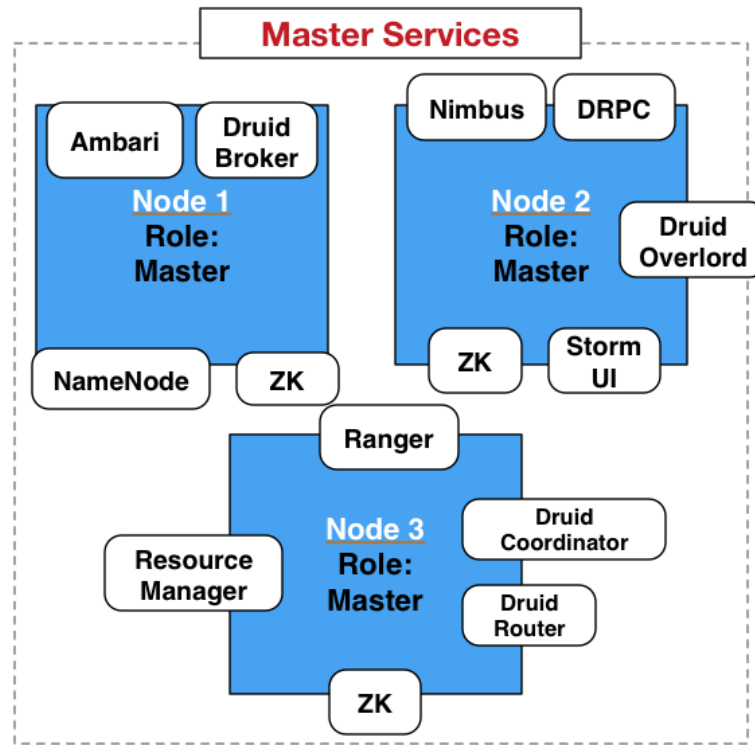 Master Services
Ambari
Druid
Broker
Node 1
Role:
Master
NameNode
ZK
Nimbus
DRPC
Node 2
Role:
Master
Druid
Overlord
ZK
Storm
UI
Ranger
Node 3
Role:
Master
Resource
Manager
Druid
Coordinator
Druid
Router
ZK